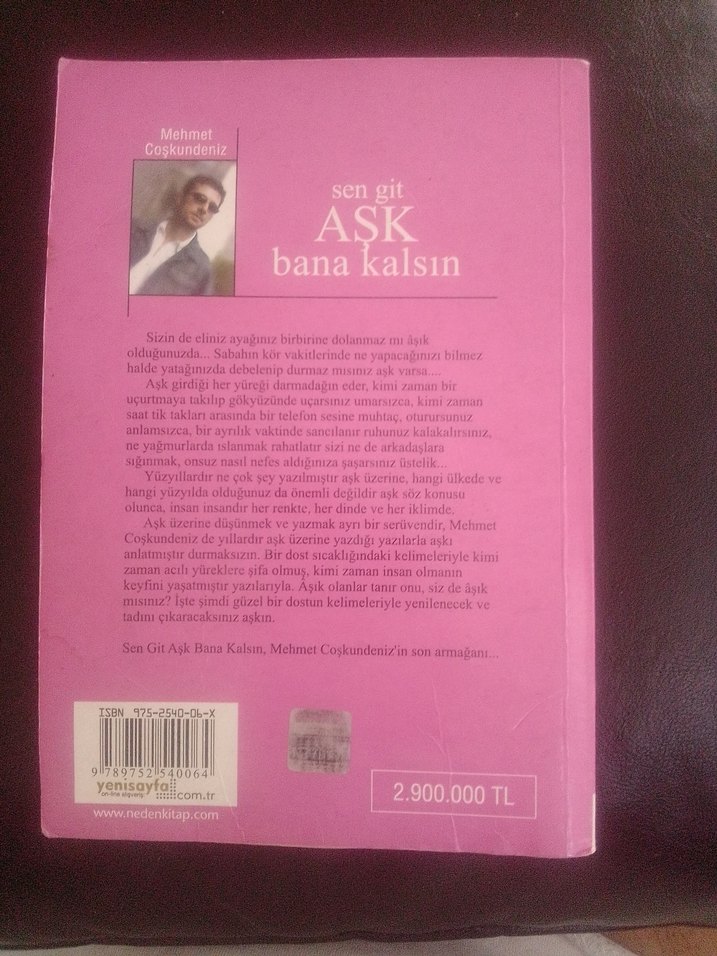 Mehmet
Coşkundeniz
sen git
AŞK
bana kalsın
Sizin de eliniz ayağınız birbirine dolanmaz mı âşık
olduğunuzda... Sabahın kör vakitlerinde ne yapacağınızı bilmez
halde yatağınızda debelenip durmaz mısınız aşk varsa....
Aşk girdiği her yüreği darmadağın eder, kimi zaman bir
uçurtmaya takılıp gökyüzünde uçarsınız umarsızca, kimi zaman
saat tik takları arasında bir telefon sesine muhtaç, oturursunuz
anlamsızca, bir ayrılık vaktinde sancılanır ruhunuz kalakalırsınız,
ne yağmurlarda ıslanmak rahatlatır sizi ne de arkadaşlara
sığınmak, onsuz nasıl nefes aldığınıza şaşarsınız üstelik...
Yüzyıllardır ne çok şey yazılmıştır aşk üzerine, hangi ülkede ve
hangi yüzyılda olduğunuz da önemli değildir aşk söz konusu
olunca, insan insandır her renkte, her dinde ve her iklimde.
Aşk üzerine düşünmek ve yazmak ayrı bir serüvendir, Mehmet
Coşkundeniz de yıllardır aşk üzerine yazdığı yazılarla aşkı
anlatmıştır durmaksızın. Bir dost sıcaklığındaki kelimeleriyle kimi
zaman acılı yüreklere şifa olmuş, kimi zaman insan olmanın
keyfini yaşatmıştır yazılarıyla. Âşık olanlar tanır onu, siz de âşık
mısınız? İşte şimdi güzel bir dostun kelimeleriyle yenilenecek ve
tadını çıkaracaksınız aşkın.
Sen Git Aşk Bana Kalsın, Mehmet Coşkundeniz'in son armağanı...
ISBN 975-2540-06-X
9 789752 540064
yenisayfa
on-line alışveriş .com.tr
www.nedenkitap.com
2.900.000 TL